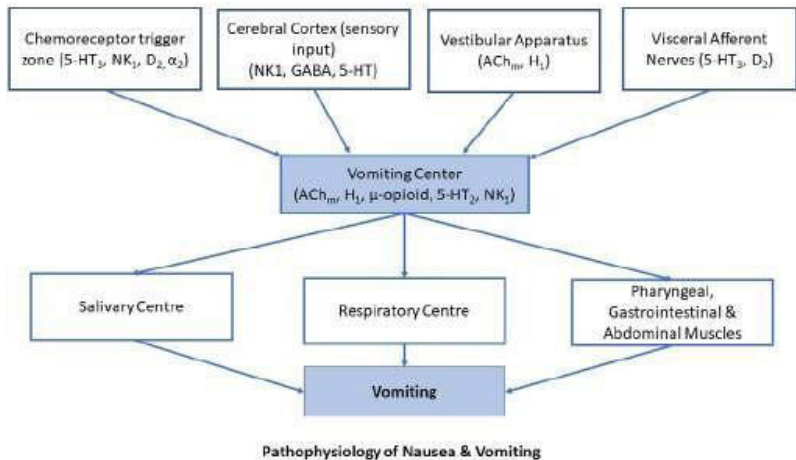 Chemoreceptor trigger
zone (5-HT₃, NK₁, D₂, α₂)
Cerebral Cortex (sensory
input)
(NK1, GABA, 5-HT)
Vestibular Apparatus
(AChₘ, H₁)
Visceral Afferent
Nerves (5-HT₃, D₂)
Vomiting Center
(AChₘ, H₁, μ-opioid, 5-HT₂, NK₁)
Salivary Centre
Respiratory Centre
Pharyngeal,
Gastrointestinal &
Abdominal Muscles
Vomiting
Pathophysiology of Nausea & Vomiting